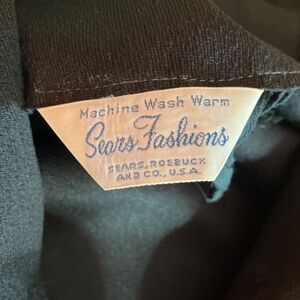 Machine Wash Warm
Sears Fashions
SEARS, ROEBUCK
AND CO., U.S.A.